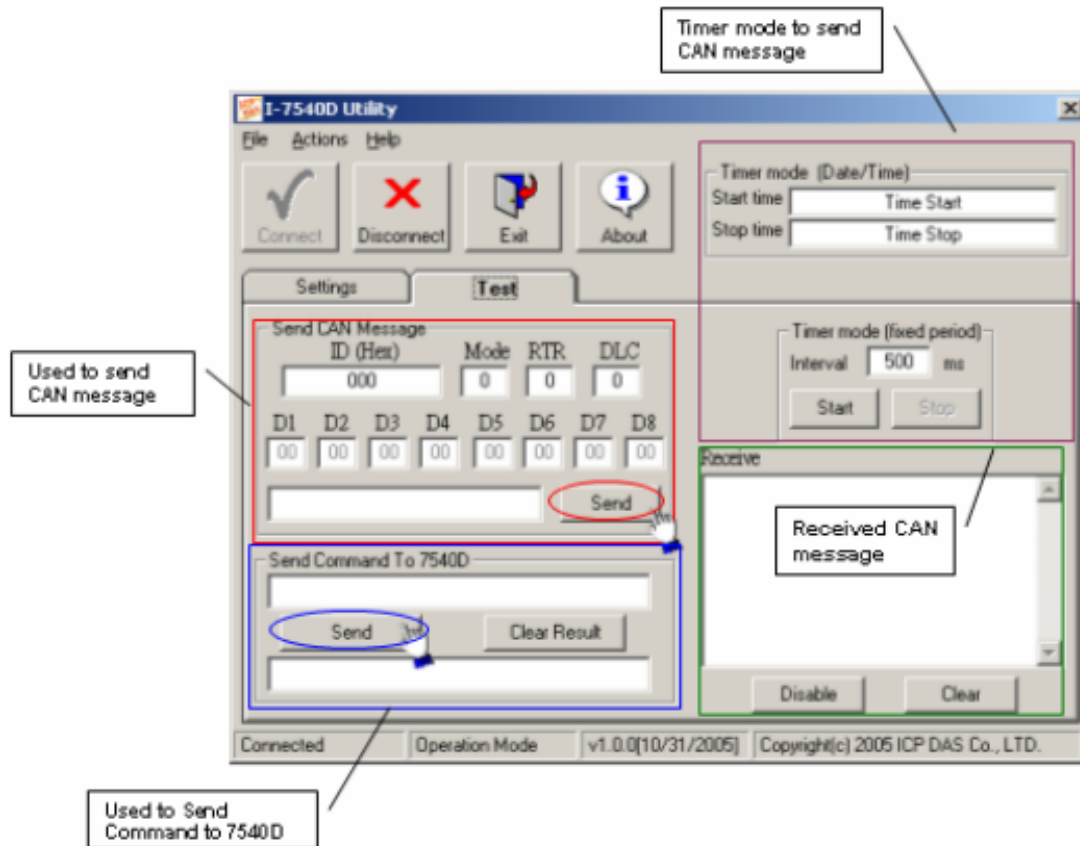 Timer mode to send
CAN message
I-7540D Utility
File Actions Help
Connect Disconnect Exit About
Timer mode (Date/Time)
Start time Time Start
Stop time Time Stop
Settings Test
Send CAN Message
ID (Hex) Mode RTR DLC
000 0 0 0
D1 D2 D3 D4 D5 D6 D7 D8
00 00 00 00 00 00 00 00
Send
Timer mode (fixed period)
Interval 500 ms
Start Stop
Used to send
CAN message
Receive
Received CAN
message
Send Command To 7540D
Send Clear Result
Disable Clear
Connected Operation Mode v1.0.0[10/31/2005] Copyright(c) 2005 ICP DAS Co., LTD.
Used to Send
Command to 7540D